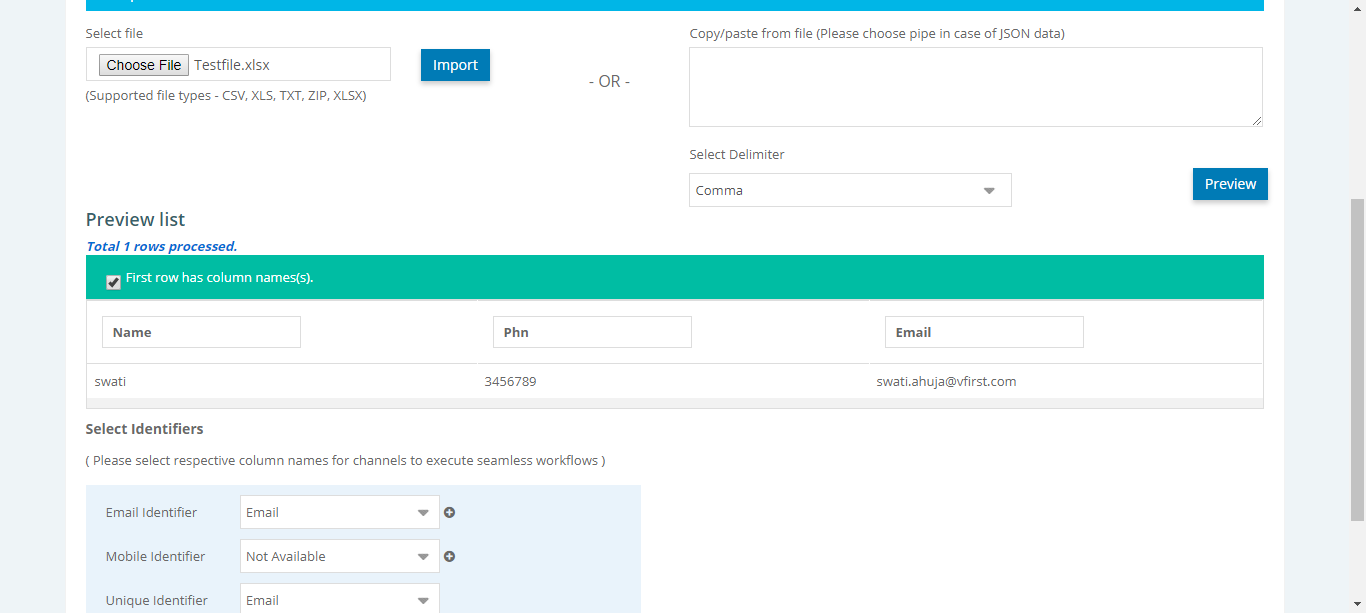 Select file
Choose File Testfile.xlsx
Import
(Supported file types - CSV, XLS, TXT, ZIP, XLSX)
- OR -
Copy/paste from file (Please choose pipe in case of JSON data)
Select Delimiter
Comma
Preview
Preview list
Total 1 rows processed.
First row has column names(s).
Name Phn Email
swati 3456789 swati.ahuja@vfirst.com
Select Identifiers
( Please select respective column names for channels to execute seamless workflows )
Email Identifier Email
Mobile Identifier Not Available
Unique Identifier Email